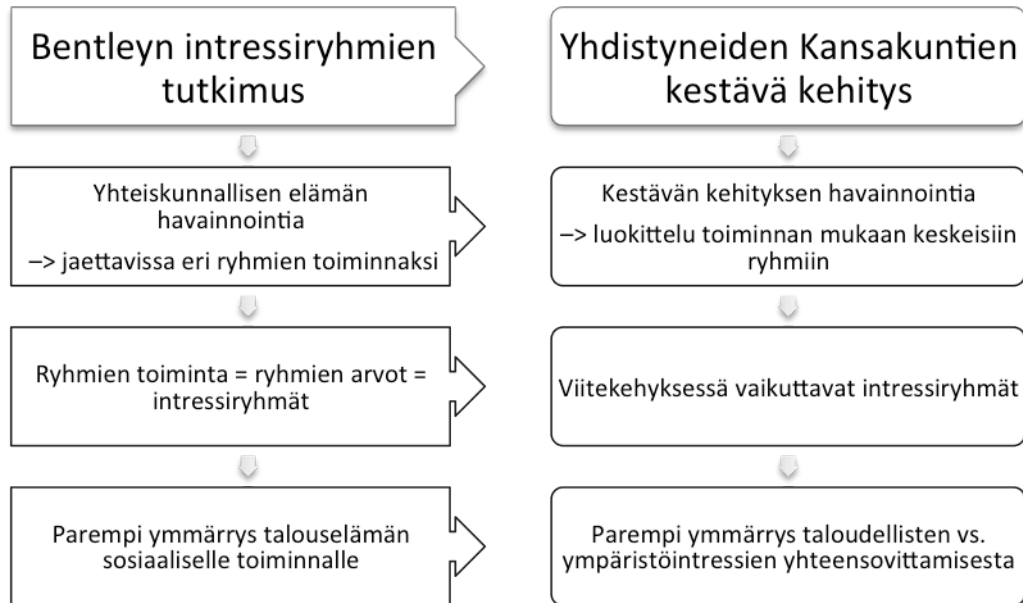 Bentleyn intressiryhmien
tutkimus
Yhdistyneiden Kansakuntien
kestävä kehitys
Yhteiskunnallisen elämän
havainnointia
–> jaettavissa eri ryhmien toiminnaksi
Kestävän kehityksen havainnointia
–> luokittelu toiminnan mukaan keskeisiin
ryhmiin
Ryhmien toiminta = ryhmien arvot =
intressiryhmät
Viitekehyksessä vaikuttavat intressiryhmät
Parempi ymmärrys talouselämän
sosiaaliselle toiminnalle
Parempi ymmärrys taloudellisten vs.
ympäristöintressien yhteensovittamisesta